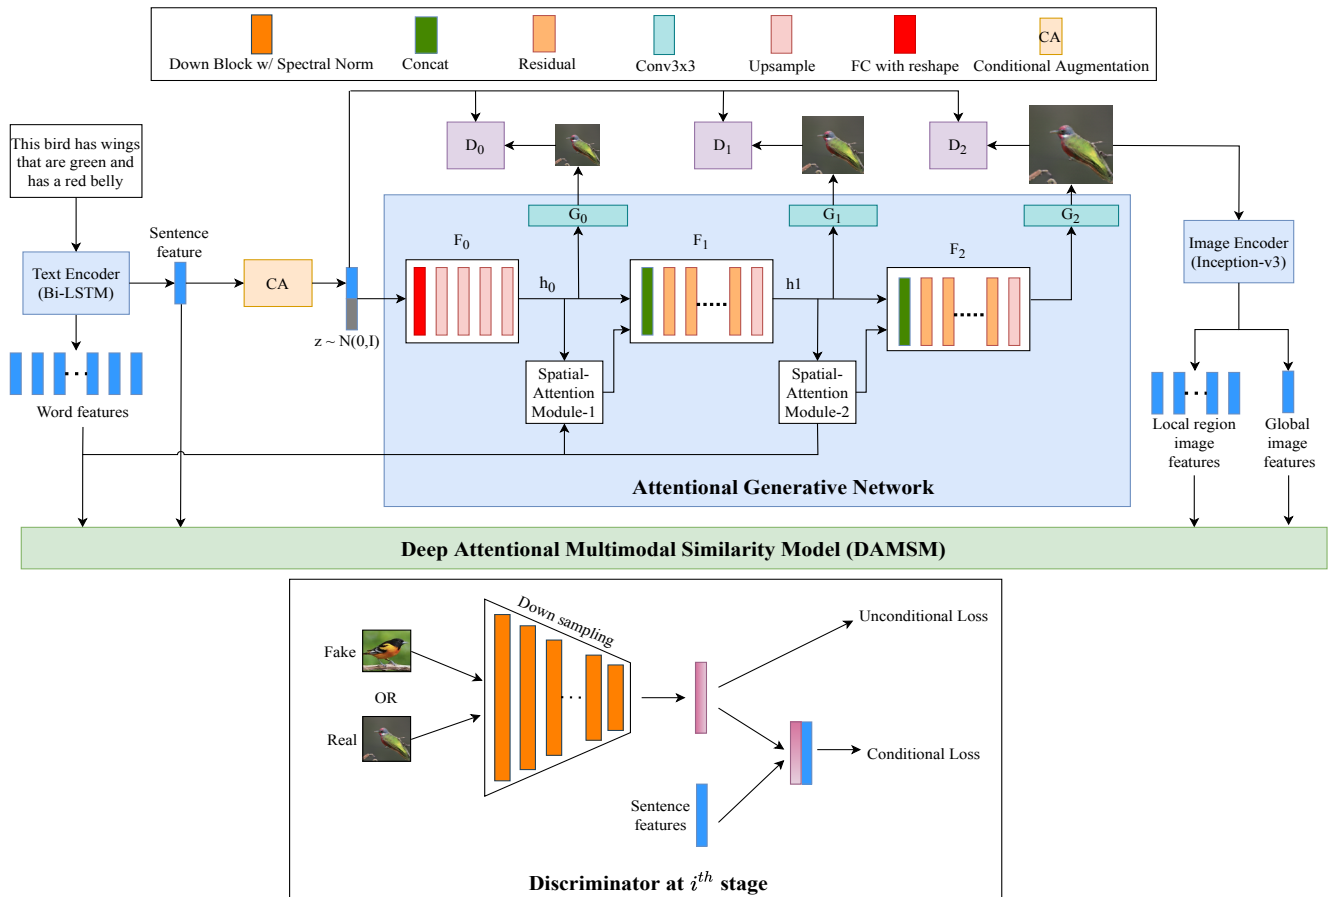 CA
Down Block w/ Spectral Norm
Concat
Residual
Conv3x3
Upsample
FC with reshape
Conditional Augmentation
This bird has wings
that are green and
has a red belly
D₀
D₁
D₂
G₀
G₁
G₂
Sentence
feature
F₀
F₁
F₂
Image Encoder
(Inception-v3)
Text Encoder
(Bi-LSTM)
CA
h₀
h1
z ~ N(0,I)
Spatial-
Attention
Module-1
Spatial-
Attention
Module-2
Word features
Local region
image
features
Global
image
features
Attentional Generative Network
Deep Attentional Multimodal Similarity Model (DAMSM)
Down sampling
Unconditional Loss
Fake
OR
Real
Conditional Loss
Sentence
features
Discriminator at iᵗʰ stage